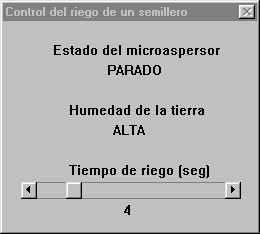 Control del riego de un semillero
Estado del microaspersor
PARADO
Humedad de la tierra
ALTA
Tiempo de riego (seg)
4